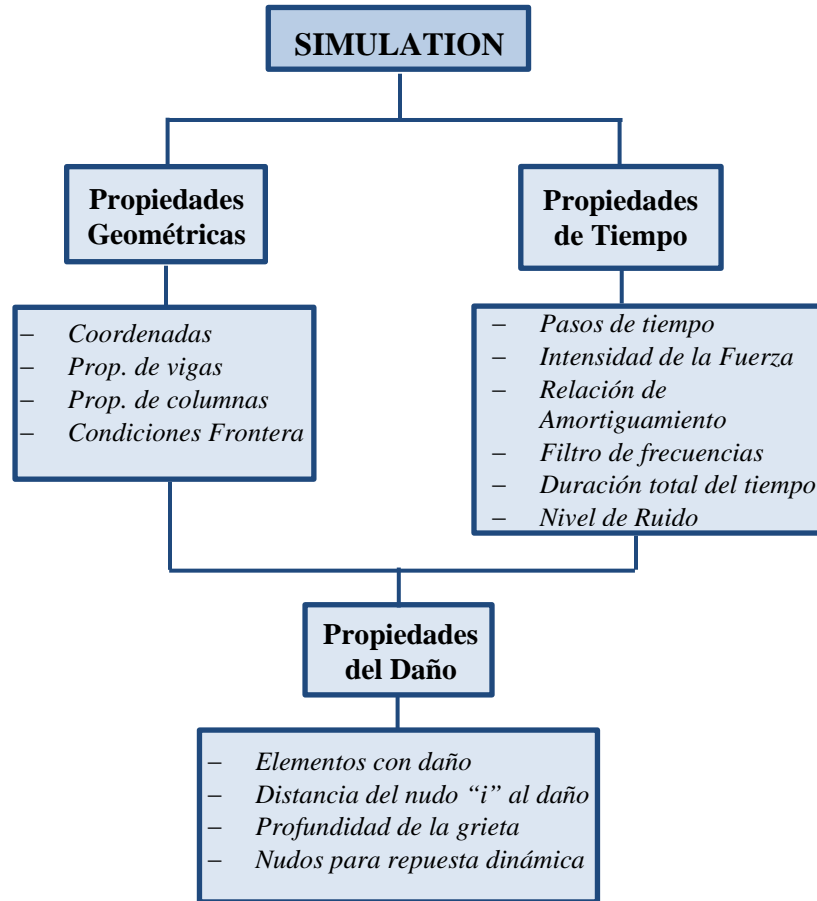 SIMULATION
Propiedades
Geométricas
Propiedades
de Tiempo
– Coordenadas
– Prop. de vigas
– Prop. de columnas
– Condiciones Frontera
– Pasos de tiempo
– Intensidad de la Fuerza
– Relación de
Amortiguamiento
– Filtro de frecuencias
– Duración total del tiempo
– Nivel de Ruido
Propiedades
del Daño
– Elementos con daño
– Distancia del nudo “i” al daño
– Profundidad de la grieta
– Nudos para repuesta dinámica